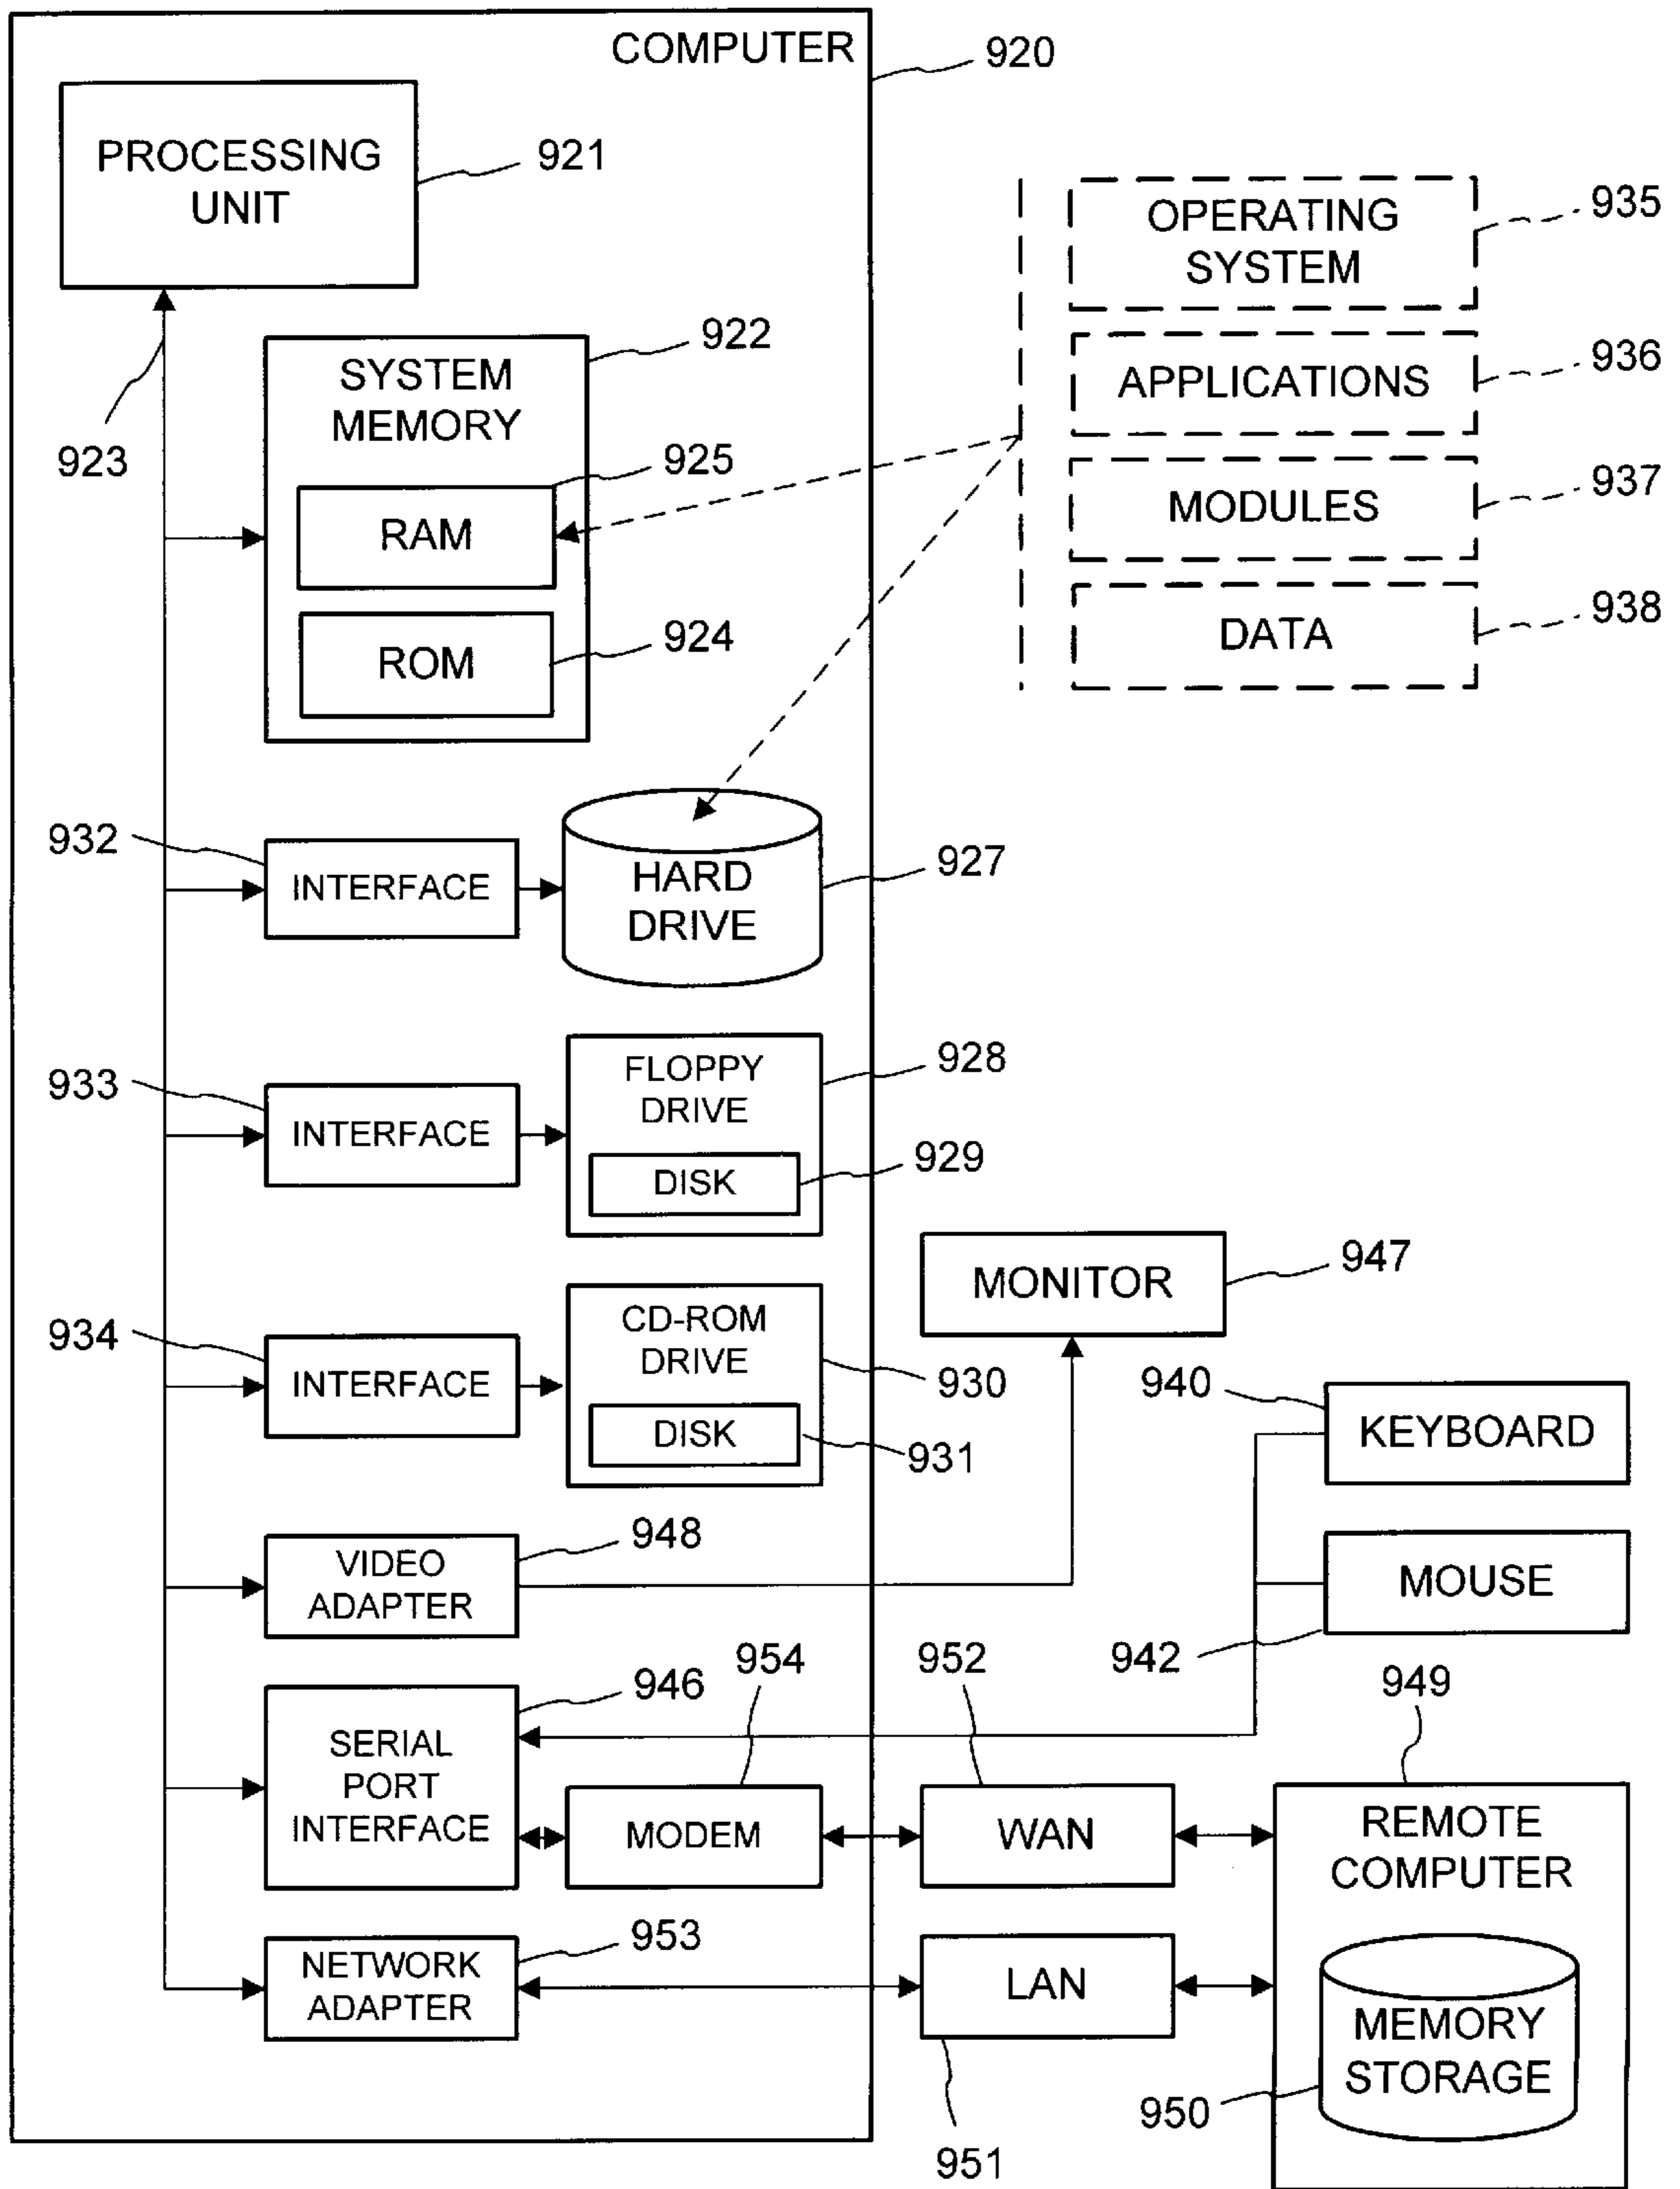 COMPUTER
920
PROCESSING
UNIT
921
923
SYSTEM
MEMORY
922
RAM
925
ROM
924
OPERATING
SYSTEM
935
APPLICATIONS
936
MODULES
937
DATA
938
932
INTERFACE
HARD
DRIVE
927
933
INTERFACE
FLOPPY
DRIVE
928
DISK
929
934
INTERFACE
CD-ROM
DRIVE
930
DISK
931
MONITOR
947
940
KEYBOARD
MOUSE
942
VIDEO
ADAPTER
948
SERIAL
PORT
INTERFACE
946
MODEM
954
WAN
952
949
REMOTE
COMPUTER
MEMORY
STORAGE
950
NETWORK
ADAPTER
953
LAN
951